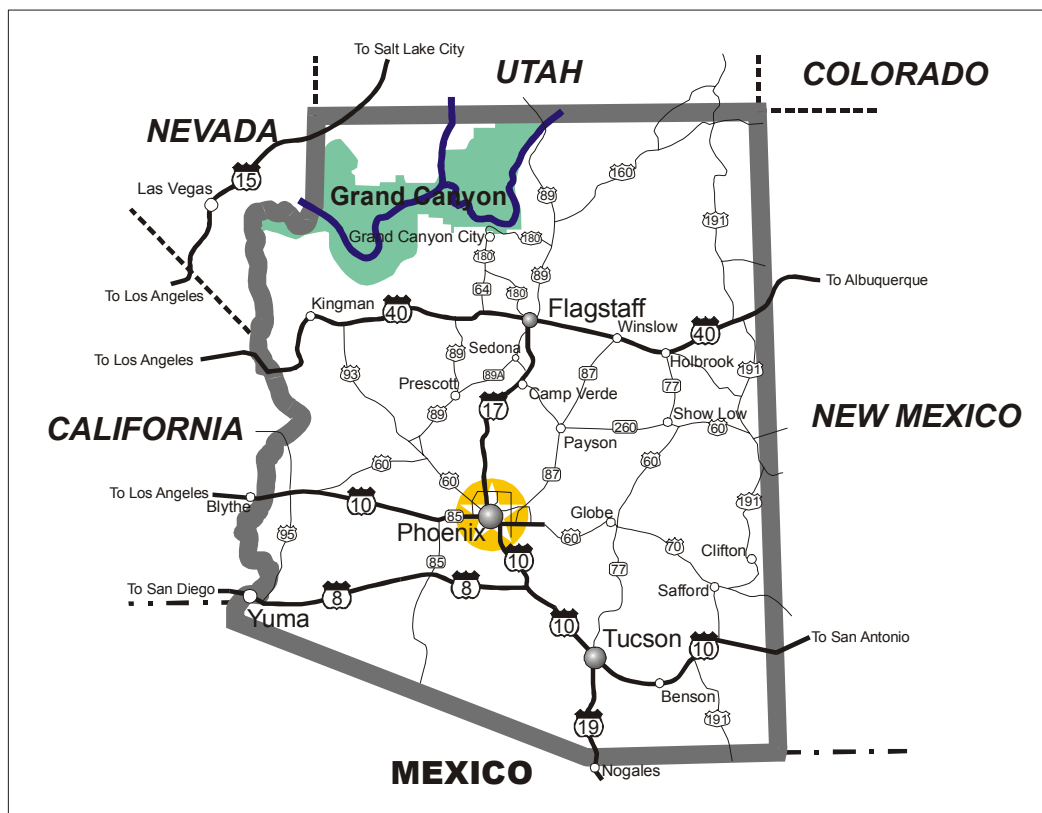 To Salt Lake City
UTAH
COLORADO
NEVADA
15
Las Vegas
160
89
191
Grand Canyon
Grand Canyon City
180
180
89
To Albuquerque
To Los Angeles
64
180
Kingman
40
Flagstaff
Winslow
40
To Los Angeles
Sedona
Holbrook
89
87
93
89A
77
191
Prescott
Camp Verde
17
89
Show Low
NEW MEXICO
CALIFORNIA
Payson
260
60
60
60
60
87
To Los Angeles
Blythe
10
85
Globe
191
Phoenix
60
95
70
Clifton
85
10
77
To San Diego
8
8
Safford
Yuma
10
Tucson
10
To San Antonio
Benson
19
191
MEXICO
Nogales